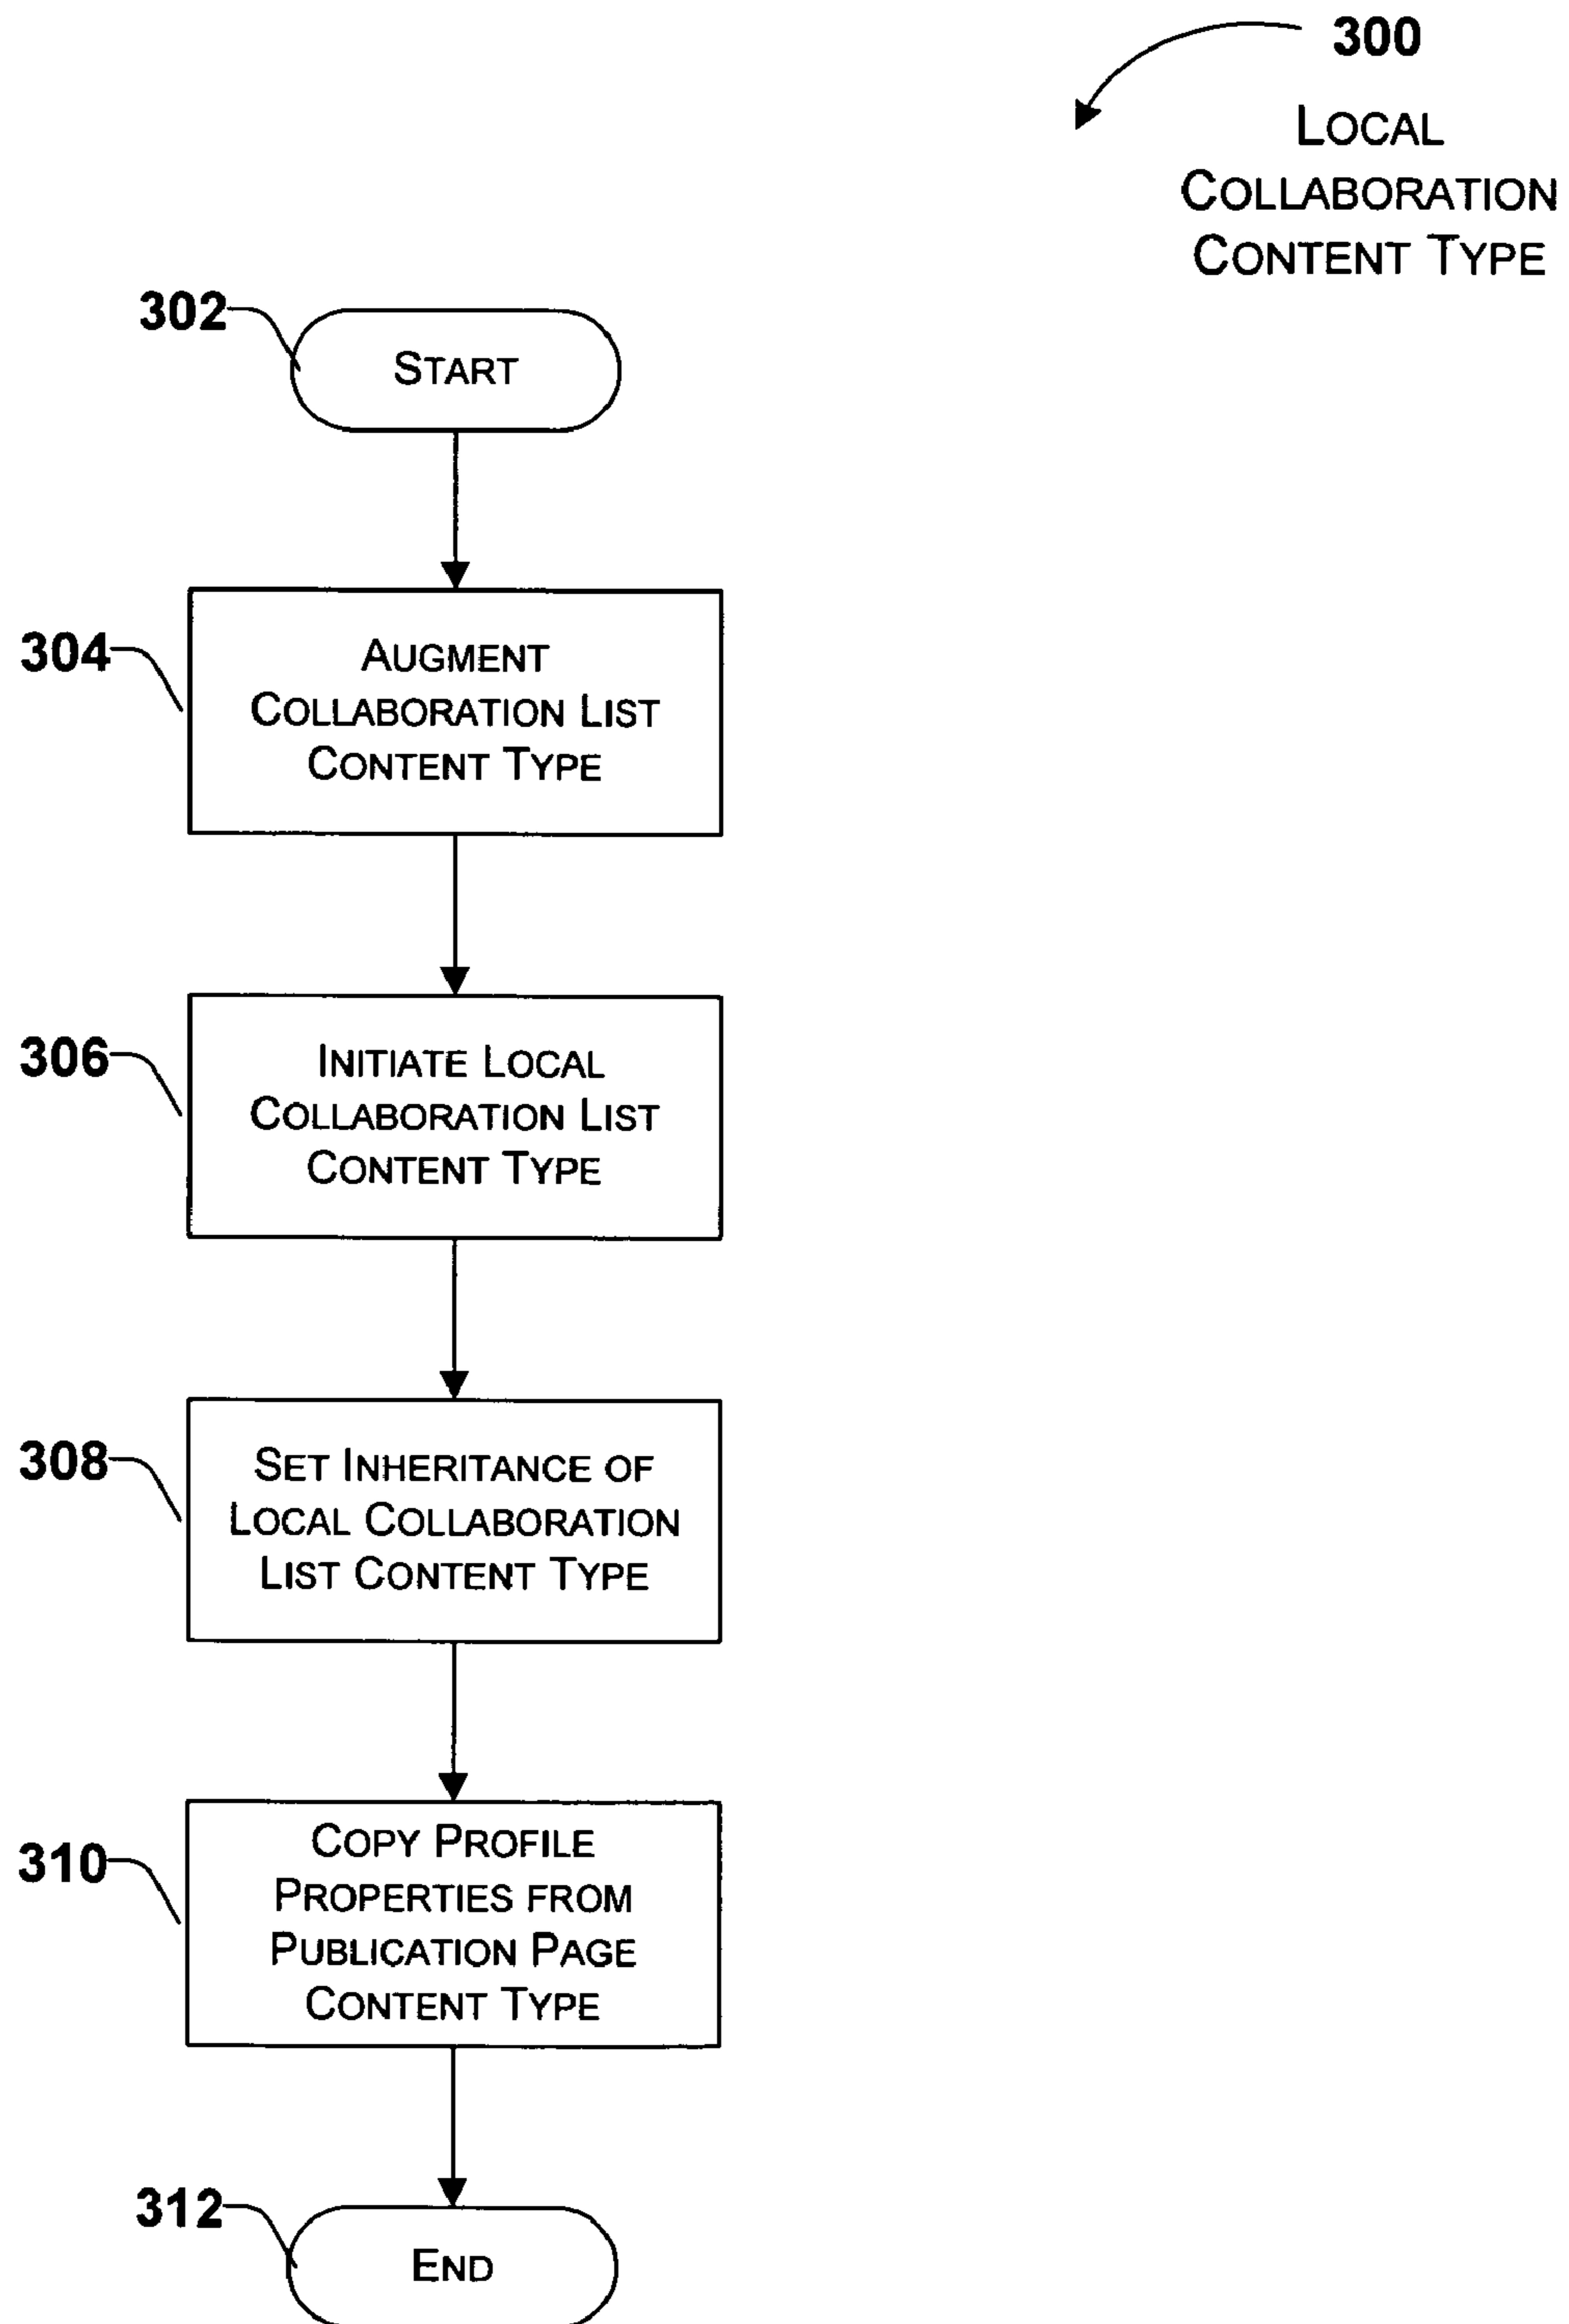 300
LOCAL
COLLABORATION
CONTENT TYPE
302
START
304
AUGMENT
COLLABORATION LIST
CONTENT TYPE
306
INITIATE LOCAL
COLLABORATION LIST
CONTENT TYPE
308
SET INHERITANCE OF
LOCAL COLLABORATION
LIST CONTENT TYPE
310
COPY PROFILE
PROPERTIES FROM
PUBLICATION PAGE
CONTENT TYPE
312
END